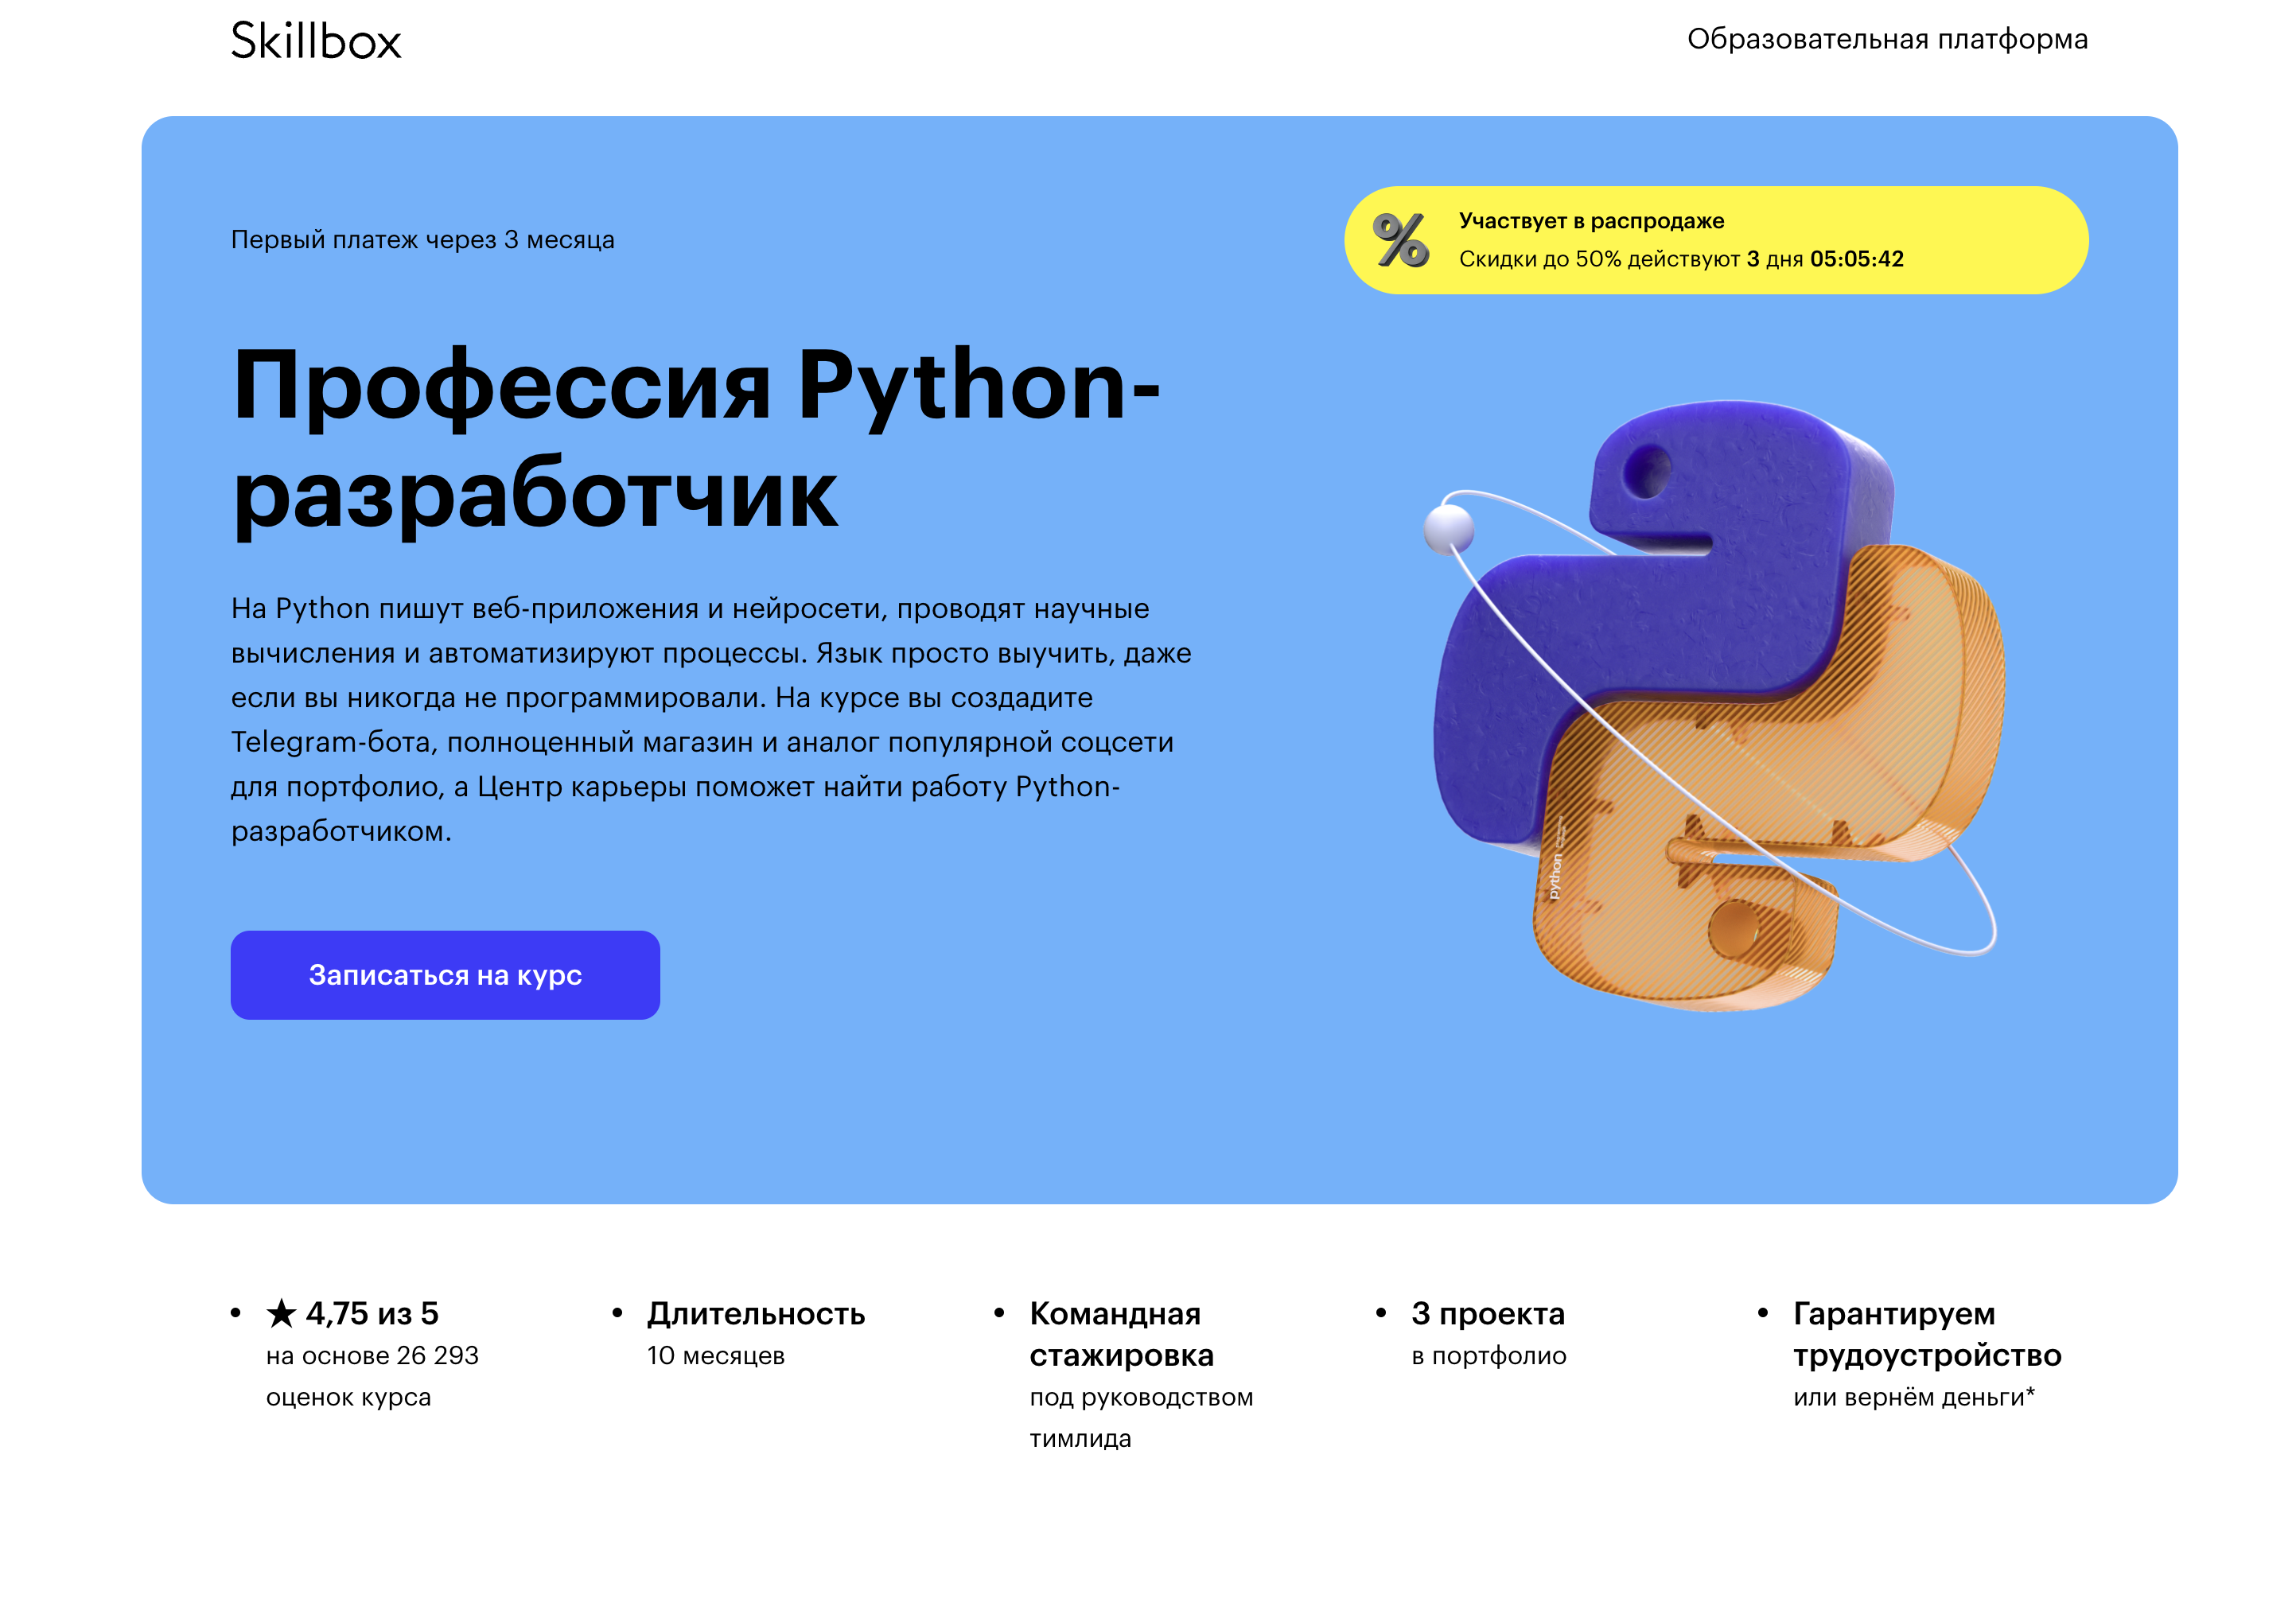 Skillbox
Образовательная платформа
Первый платеж через 3 месяца
%
Участвует в распродаже
Скидки до 50% действуют 3 дня 05:05:42
Профессия Python-
разработчик
На Python пишут веб-приложения и нейросети, проводят научные
вычисления и автоматизируют процессы. Язык просто выучить, даже
если вы никогда не программировали. На курсе вы создадите
Telegram-бота, полноценный магазин и аналог популярной соцсети
для портфолио, а Центр карьеры поможет найти работу Python-
разработчиком.
python
Записаться на курс
• ★ 4,75 из 5
на основе 26 293
оценок курса
• Длительность
10 месяцев
• Командная
стажировка
под руководством
тимлида
• 3 проекта
в портфолио
• Гарантируем
трудоустройство
или вернём деньги*